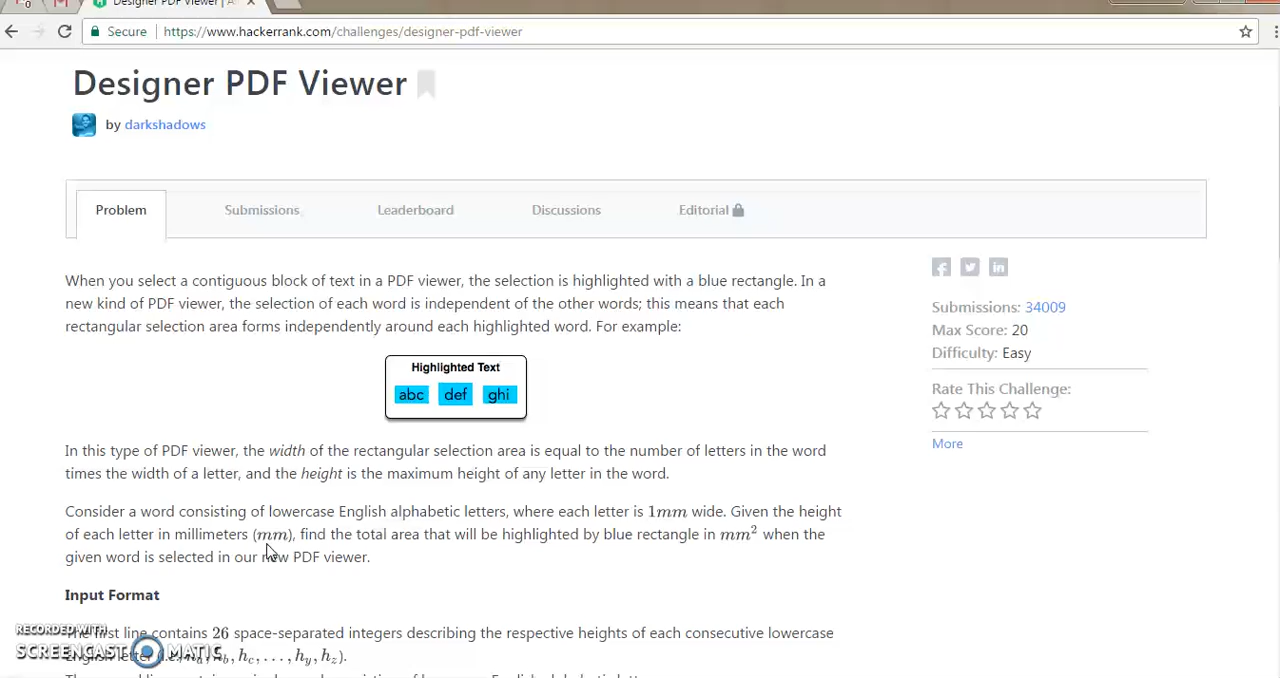 Designer PDF Viewer
Secure https://www.hackerrank.com/challenges/designer-pdf-viewer
Designer PDF Viewer
by darkshadows
Problem Submissions Leaderboard Discussions Editorial
When you select a contiguous block of text in a PDF viewer, the selection is highlighted with a blue rectangle. In a
new kind of PDF viewer, the selection of each word is independent of the other words; this means that each
rectangular selection area forms independently around each highlighted word. For example:
Highlighted Text
abc def ghi
In this type of PDF viewer, the width of the rectangular selection area is equal to the number of letters in the word
times the width of a letter, and the height is the maximum height of any letter in the word.
Consider a word consisting of lowercase English alphabetic letters, where each letter is 1mm wide. Given the height
of each letter in millimeters (mm), find the total area that will be highlighted by blue rectangle in mm² when the
given word is selected in our new PDF viewer.
Input Format
The first line contains 26 space-separated integers describing the respective heights of each consecutive lowercase
English letter (i.e., h_a, h_b, h_c, . . . , h_y, h_z).
Submissions: 34009
Max Score: 20
Difficulty: Easy
Rate This Challenge:
More
RECORDED WITH
SCREENCAST MATIC